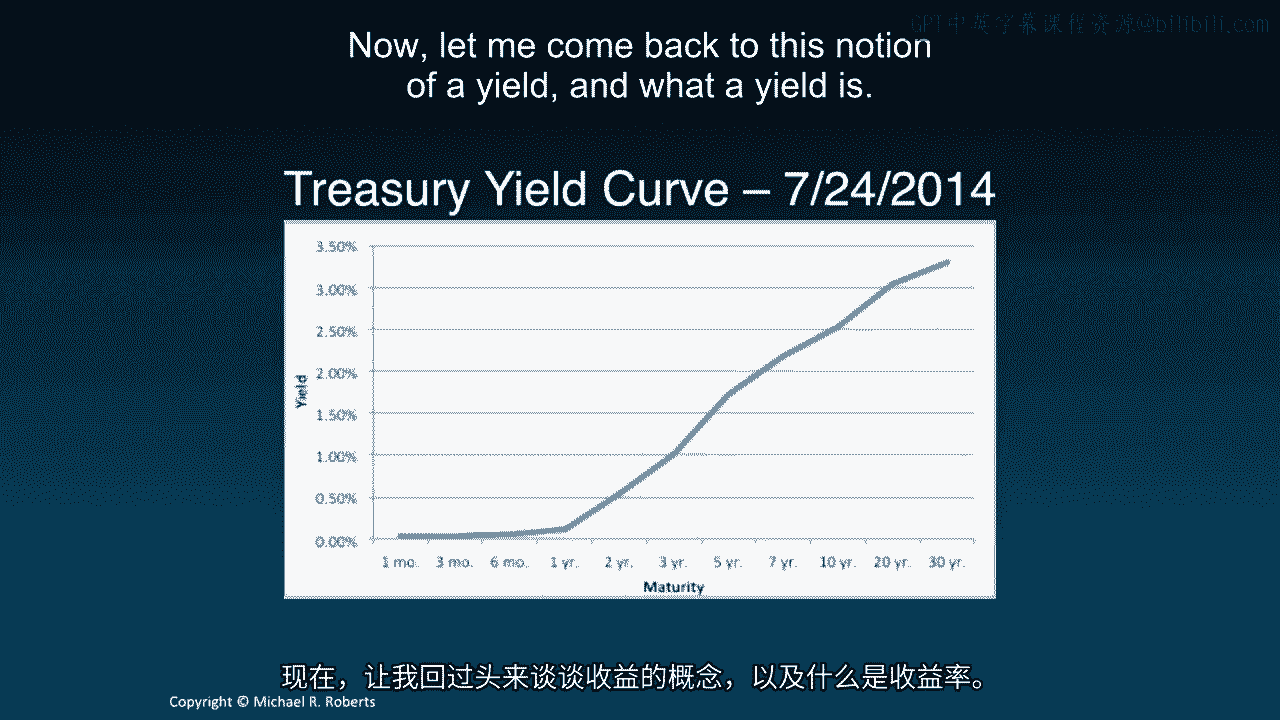 GPT中英字幕课程资源@bilibili.com
Now, let me come back to this notion
of a yield, and what a yield is.
Treasury Yield Curve – 7/24/2014
3.50%
3.00%
2.50%
2.00%
1.50%
1.00%
0.50%
0.00%
Yield
1 mo. 3 mo. 6 mo. 1 yr. 2 yr. 3 yr. 5 yr. 7 yr. 10 yr. 20 yr. 30 yr.
Maturity
现在，让我回过头来谈谈收益的概念，以及什么是收益率。
Copyright © Michael R. Roberts